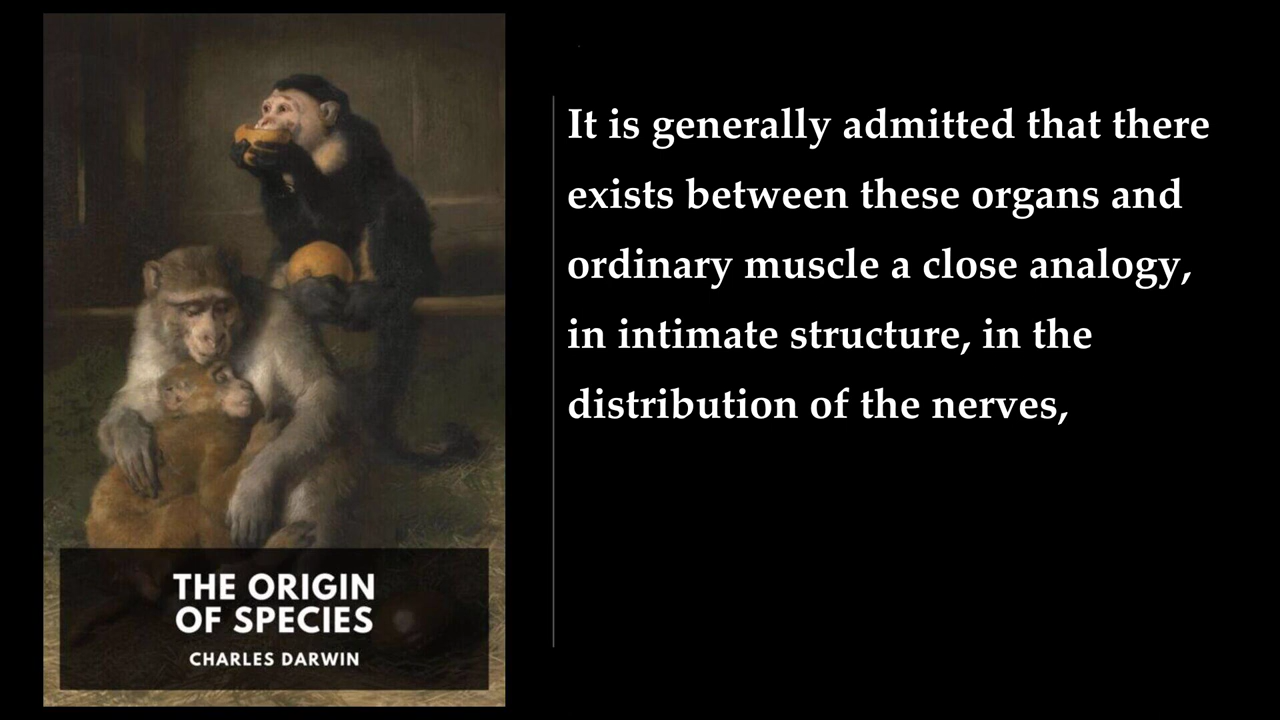 THE ORIGIN
OF SPECIES
CHARLES DARWIN
It is generally admitted that there
exists between these organs and
ordinary muscle a close analogy,
in intimate structure, in the
distribution of the nerves,